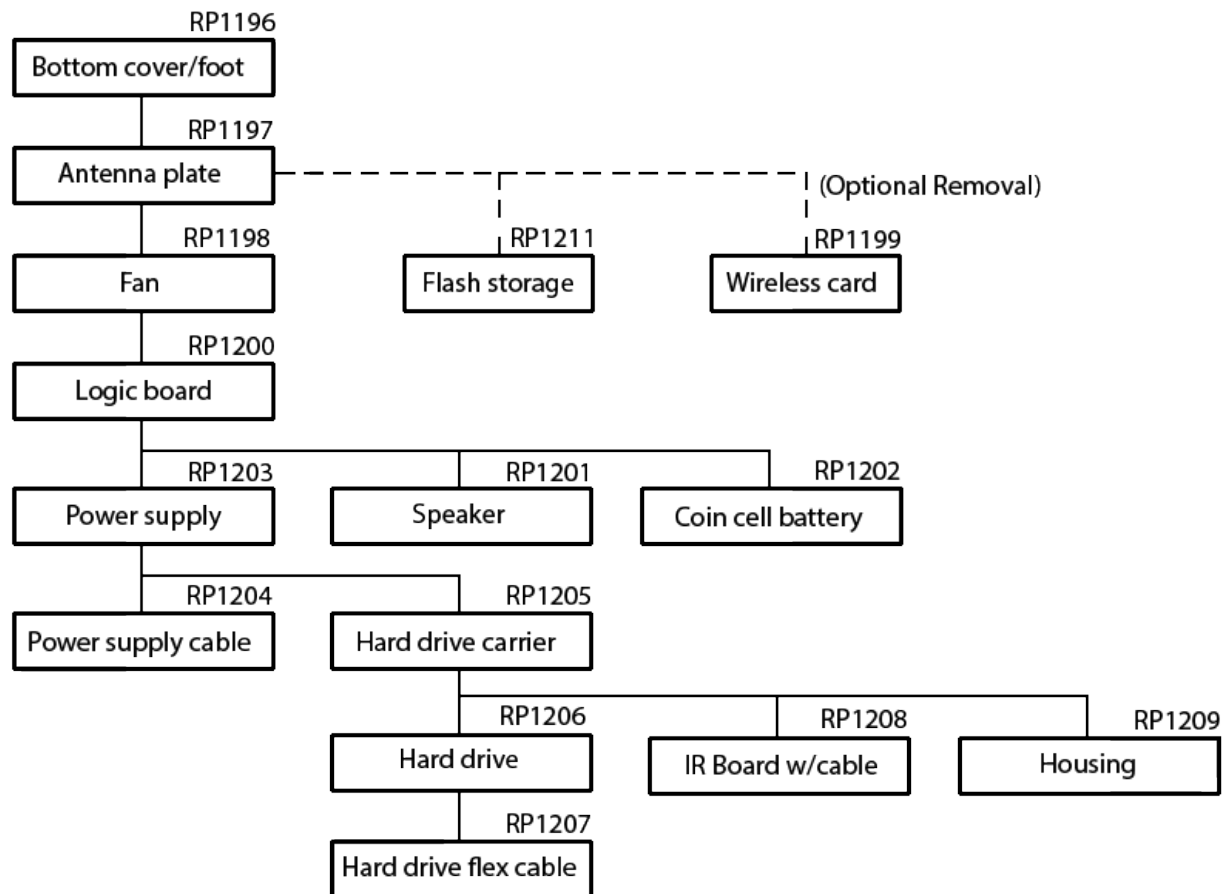 RP1196
Bottom cover/foot
RP1197
Antenna plate
(Optional Removal)
RP1198
Fan
RP1211
Flash storage
RP1199
Wireless card
RP1200
Logic board
RP1203
Power supply
RP1201
Speaker
RP1202
Coin cell battery
RP1204
Power supply cable
RP1205
Hard drive carrier
RP1206
Hard drive
RP1208
IR Board w/cable
RP1209
Housing
RP1207
Hard drive flex cable